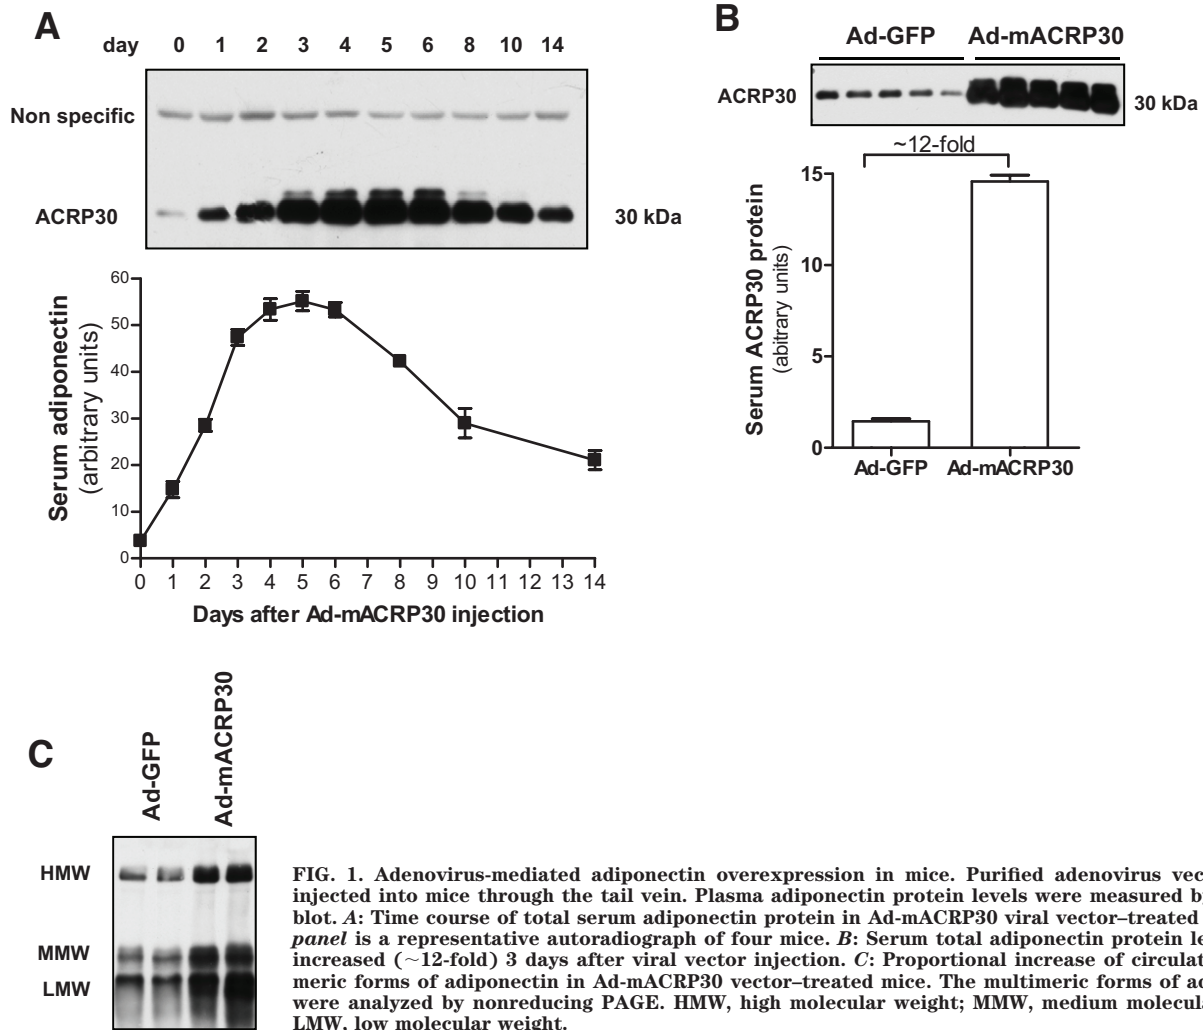 A
day 0 1 2 3 4 5 6 8 10 14
Non specific
ACRP30
30 kDa
Serum adiponectin
(arbitrary units)
60
50
40
30
20
10
0
0 1 2 3 4 5 6 7 8 9 10 11 12 13 14
Days after Ad-mACRP30 injection
B
Ad-GFP Ad-mACRP30
ACRP30
30 kDa
~12-fold
Serum ACRP30 protein
(abitrary units)
15
10
5
0
Ad-GFP Ad-mACRP30
C
Ad-GFP
Ad-mACRP30
HMW
MMW
LMW
FIG. 1. Adenovirus-mediated adiponectin overexpression in mice. Purified adenovirus vec
injected into mice through the tail vein. Plasma adiponectin protein levels were measured by
blot. A: Time course of total serum adiponectin protein in Ad-mACRP30 viral vector–treated
panel is a representative autoradiograph of four mice. B: Serum total adiponectin protein le
increased (~12-fold) 3 days after viral vector injection. C: Proportional increase of circulat
meric forms of adiponectin in Ad-mACRP30 vector–treated mice. The multimeric forms of ad
were analyzed by nonreducing PAGE. HMW, high molecular weight; MMW, medium molecula
LMW, low molecular weight.